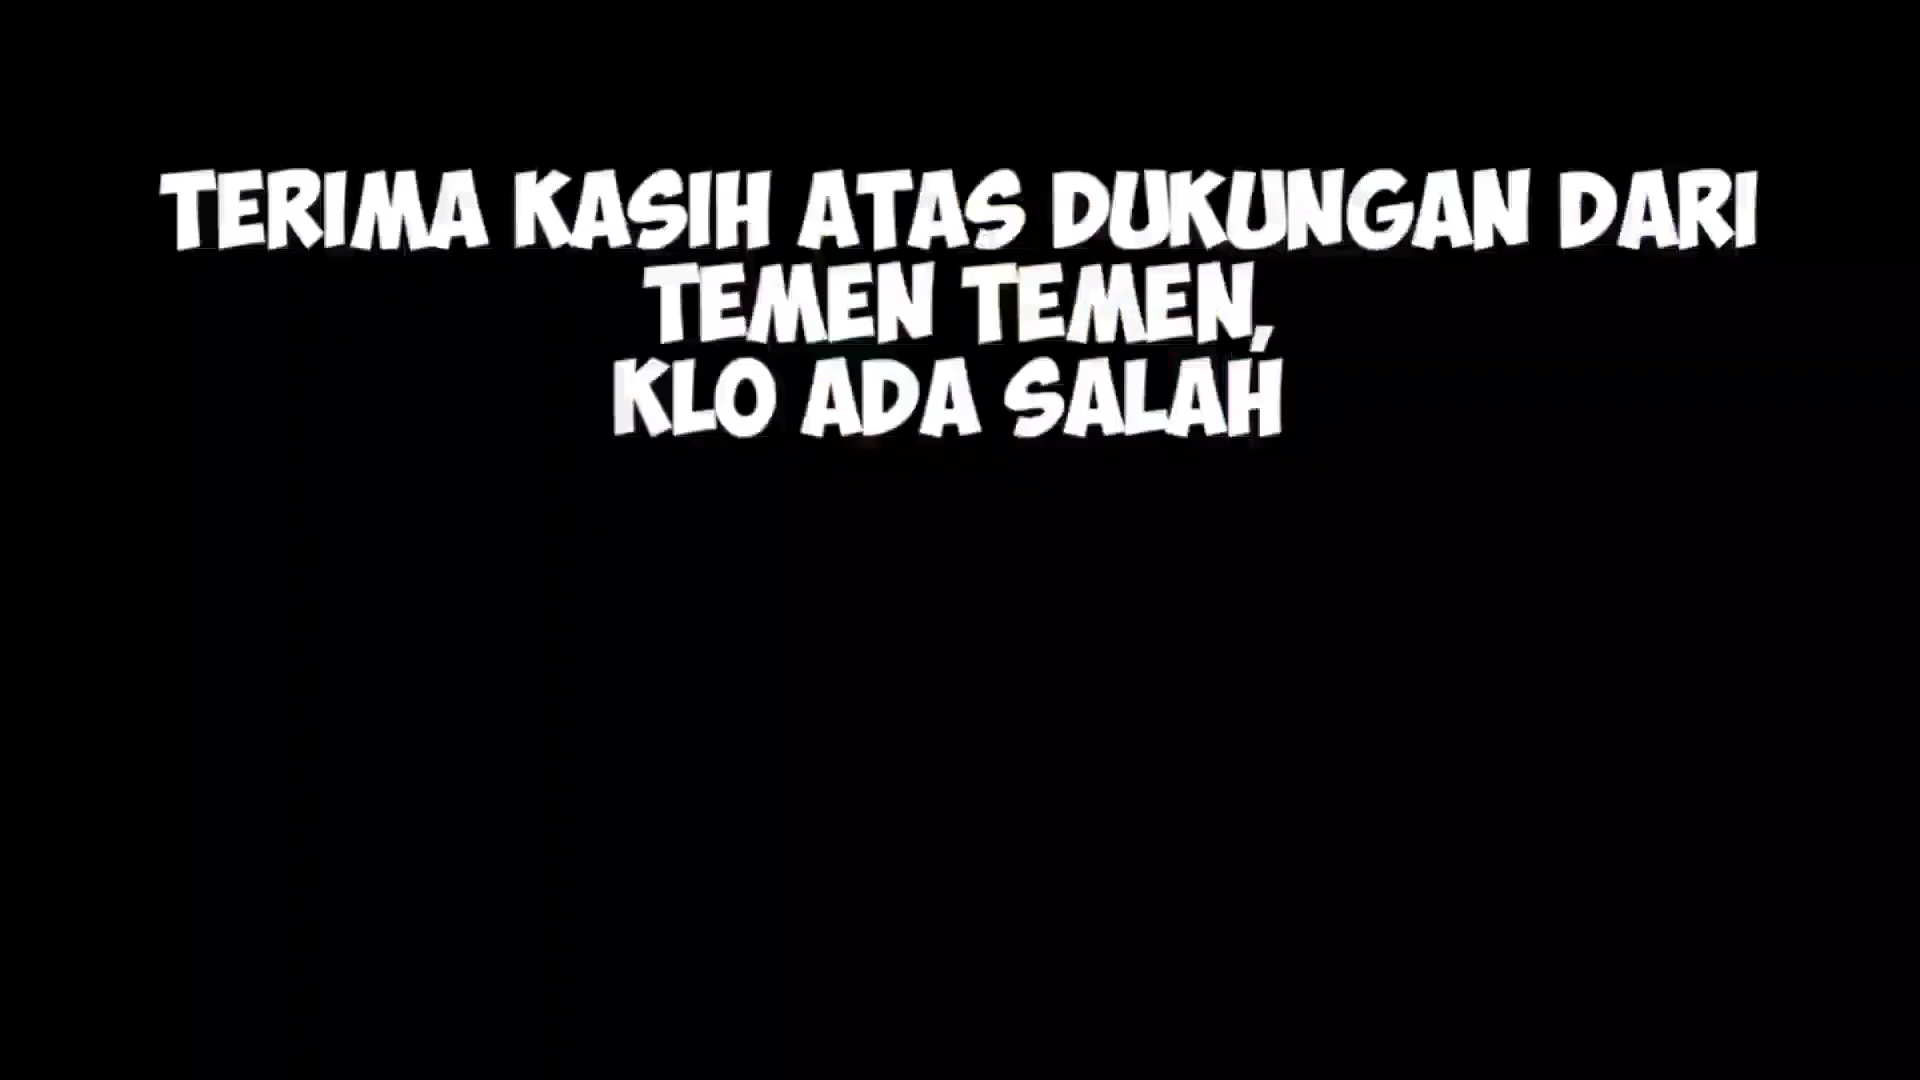 TERIMA KASIH ATAS DUKUNGAN DARI
TEMEN TEMEN,
KLO ADA SALAH